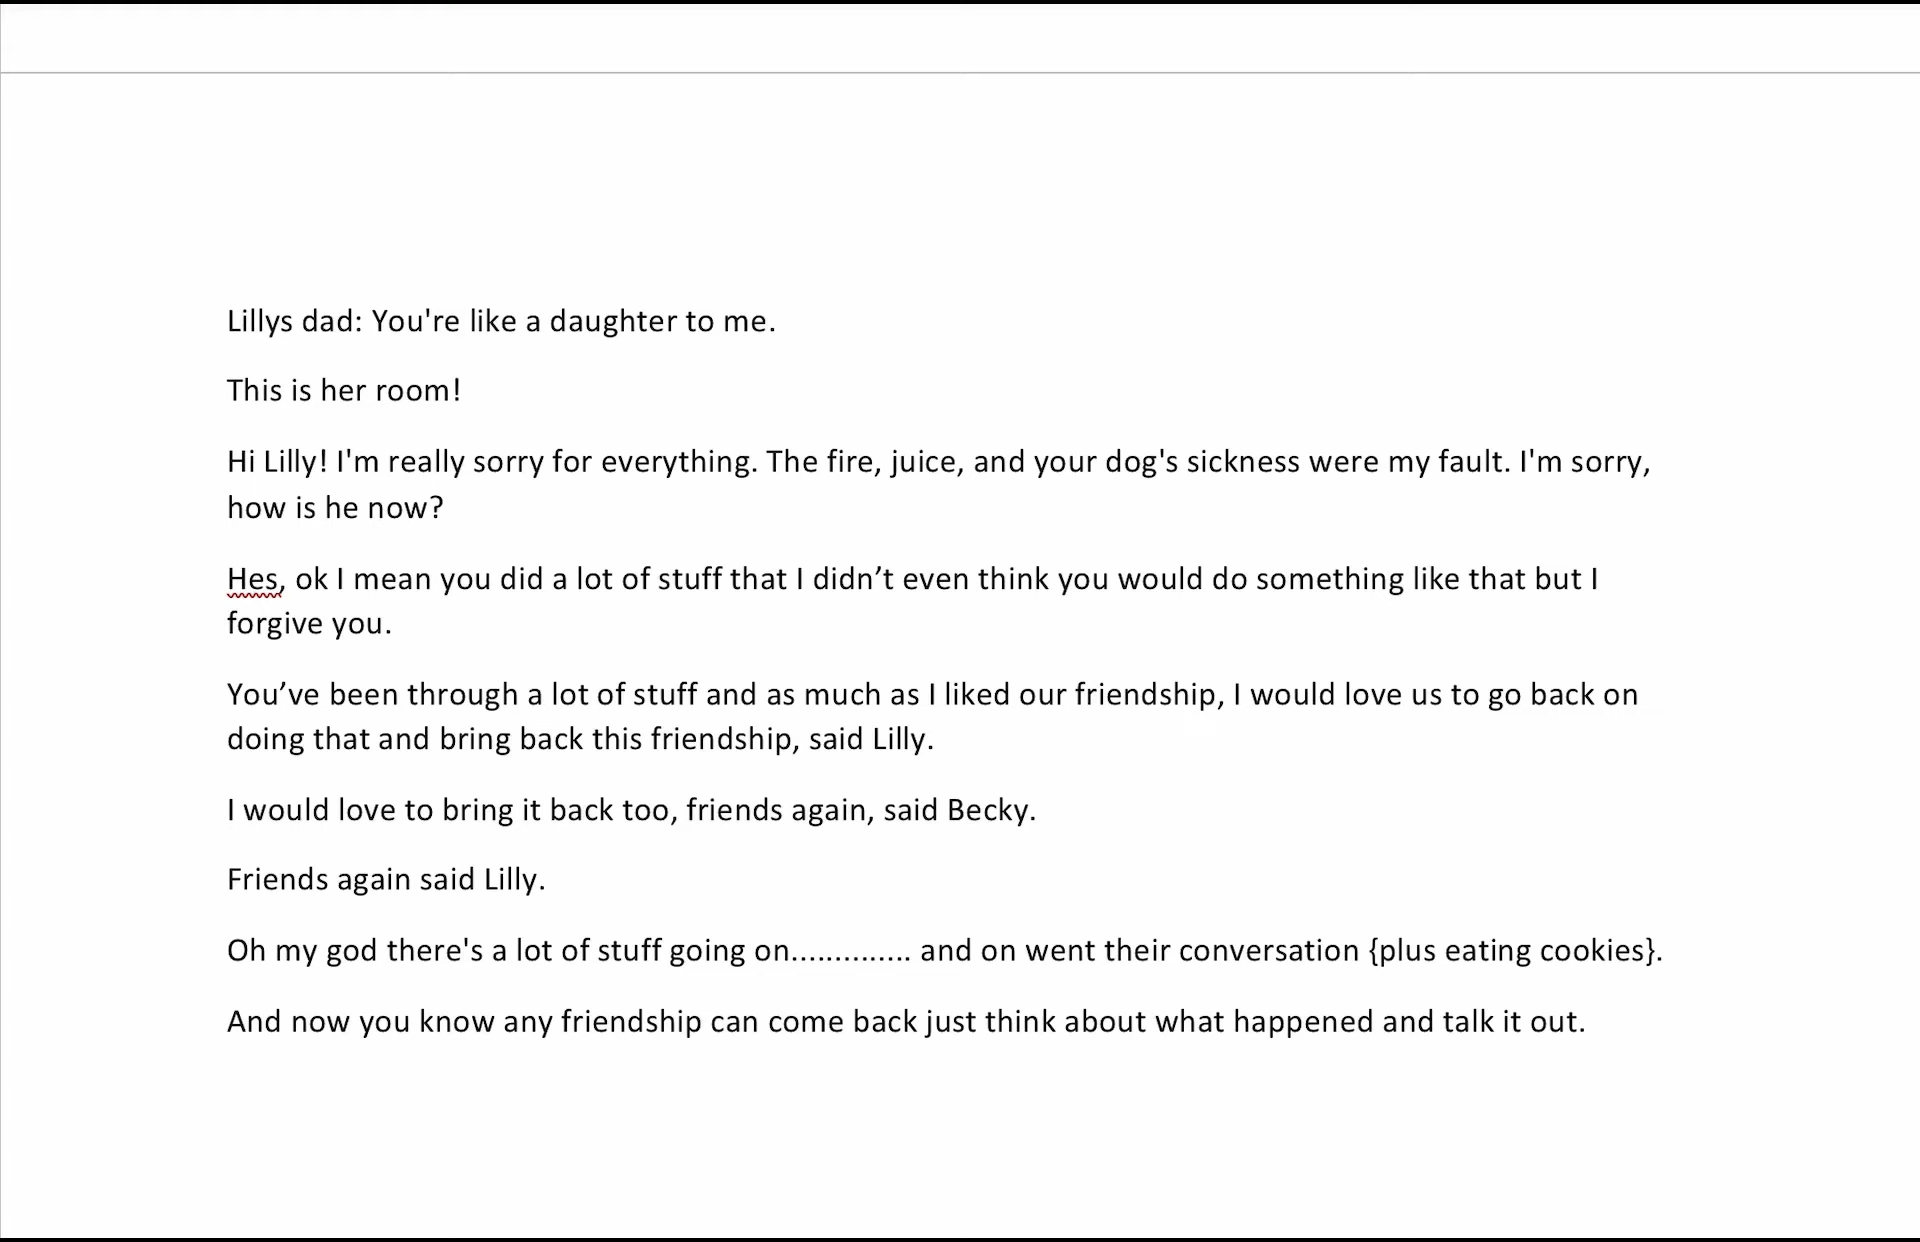 Lillys dad: You're like a daughter to me.
This is her room!
Hi Lilly! I'm really sorry for everything. The fire, juice, and your dog's sickness were my fault. I'm sorry,
how is he now?
Hes, ok I mean you did a lot of stuff that I didn’t even think you would do something like that but I
forgive you.
You’ve been through a lot of stuff and as much as I liked our friendship, I would love us to go back on
doing that and bring back this friendship, said Lilly.
I would love to bring it back too, friends again, said Becky.
Friends again said Lilly.
Oh my god there's a lot of stuff going on.............. and on went their conversation {plus eating cookies}.
And now you know any friendship can come back just think about what happened and talk it out.